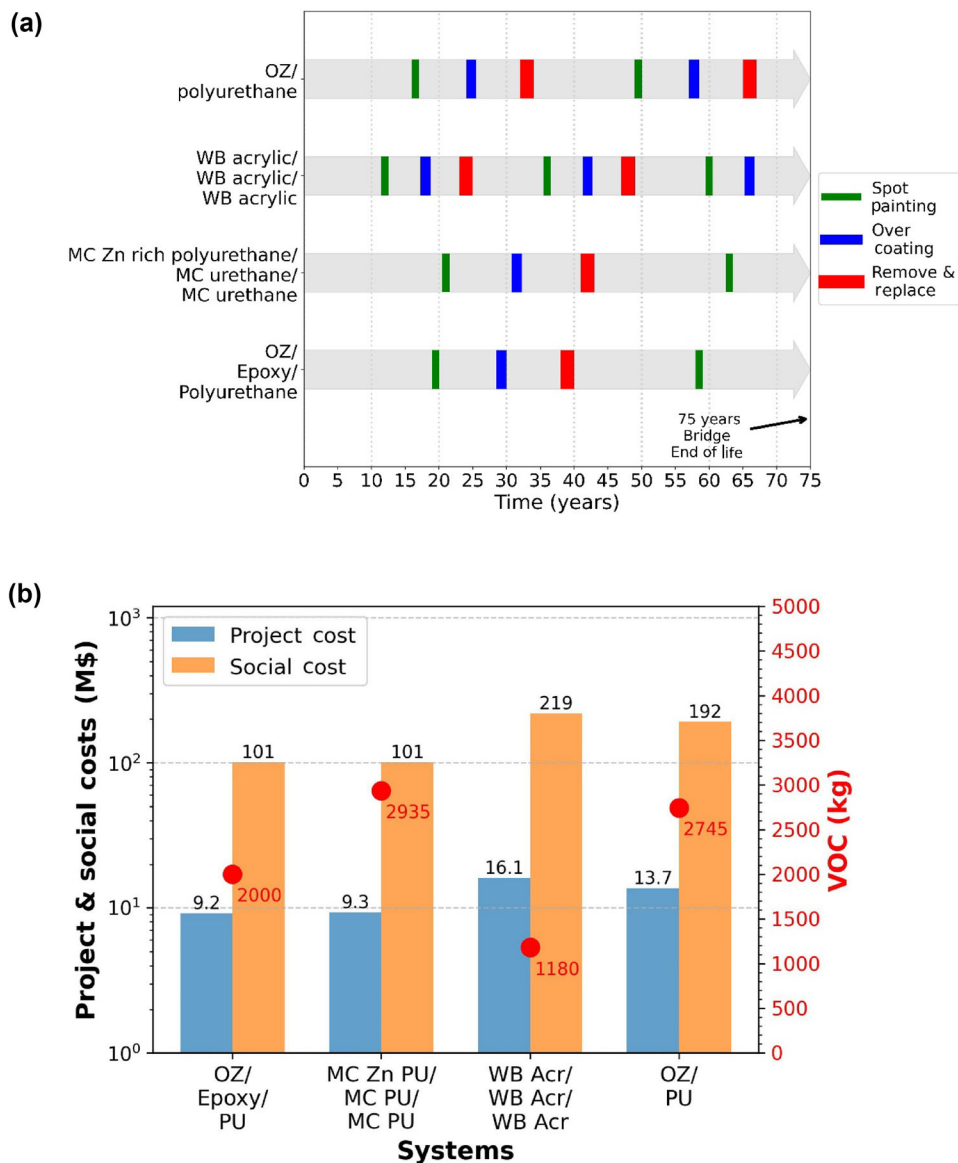 (a)
OZ/
polyurethane
WB acrylic/
WB acrylic/
WB acrylic
MC Zn rich polyurethane/
MC urethane/
MC urethane
OZ/
Epoxy/
Polyurethane
Spot
painting
Over
coating
Remove &
replace
75 years
Bridge
End of life
0 5 10 15 20 25 30 35 40 45 50 55 60 65 70 75
Time (years)
(b)
Project & social costs (M$)
10³
10²
10¹
10⁰
Project cost
Social cost
9.2
101
2000
9.3
101
2935
16.1
219
1180
13.7
192
2745
5000
4500
4000
3500
3000
2500
2000
1500
1000
500
0
VOC (kg)
OZ/
Epoxy/
PU
MC Zn PU/
MC PU/
MC PU
WB Acr/
WB Acr/
WB Acr
OZ/
PU
Systems